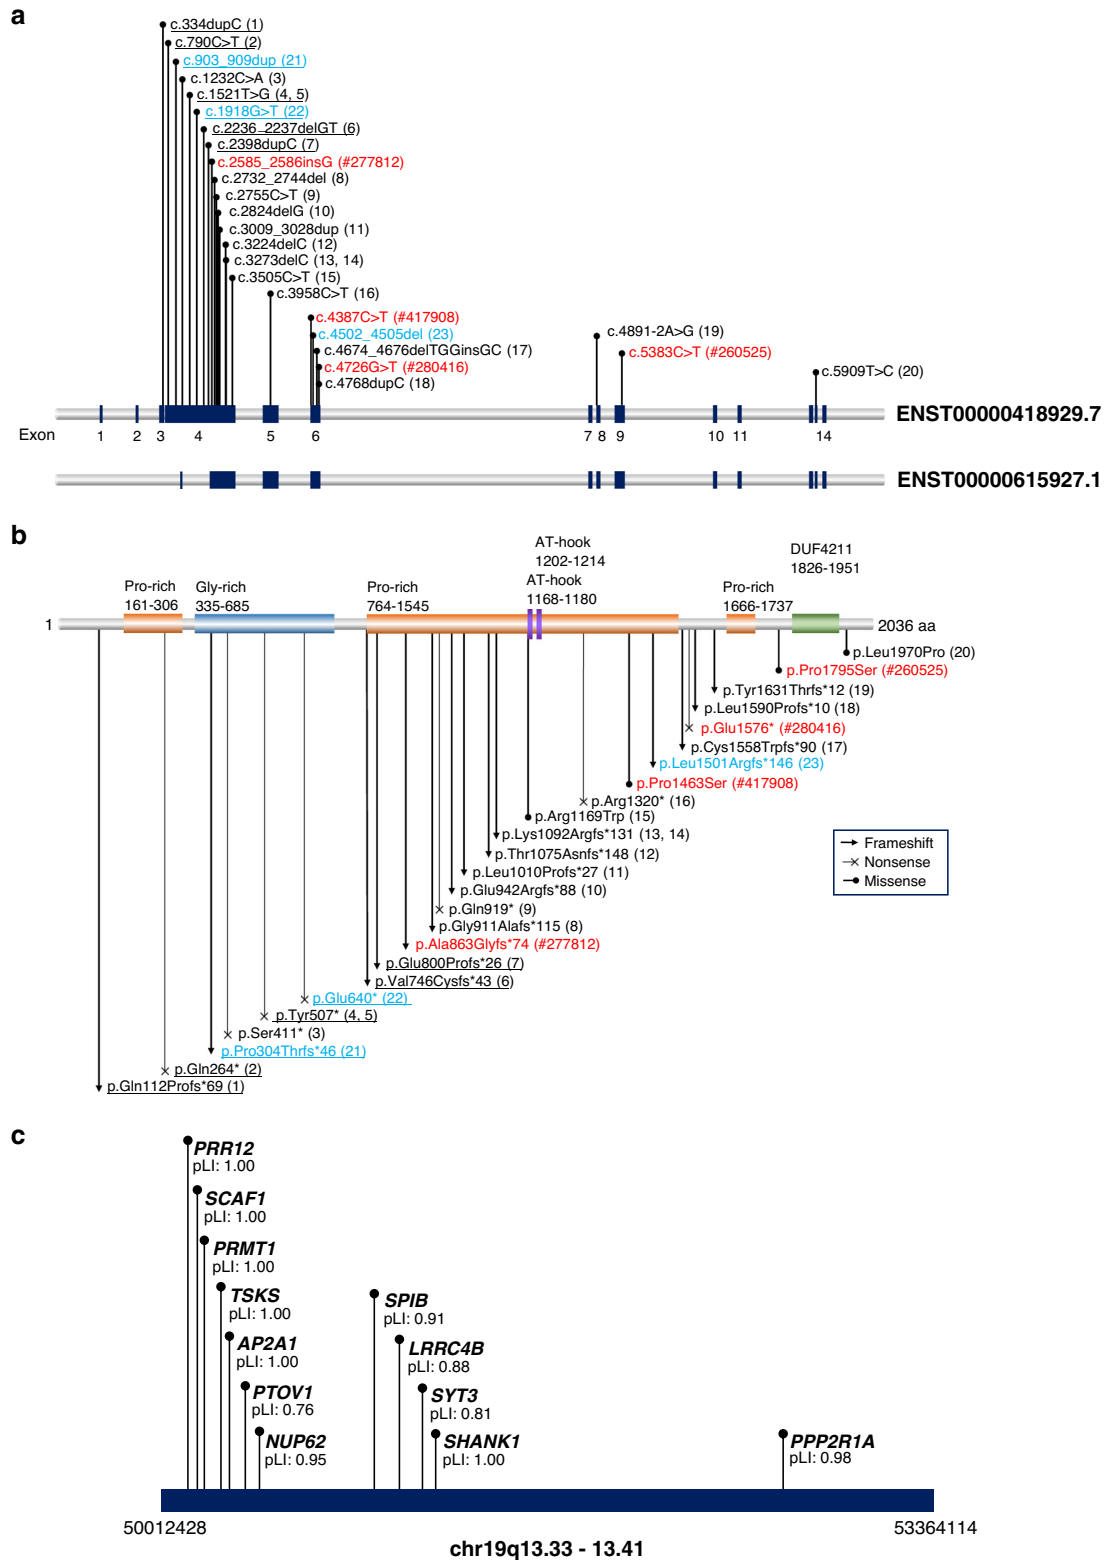 a
c.334dupC (1)
c.790C>T (2)
c.903_909dup (21)
c.1232C>A (3)
c.1521T>G (4, 5)
c.1918G>T (22)
c.2236_2237delGT (6)
c.2398dupC (7)
c.2585_2586insG (#277812)
c.2732_2744del (8)
c.2755C>T (9)
c.2824delG (10)
c.3009_3028dup (11)
c.3224delC (12)
c.3273delC (13, 14)
c.3505C>T (15)
c.3958C>T (16)
c.4387C>T (#417908)
c.4502_4505del (23)
c.4674_4676delTGGinsGC (17)
c.4726G>T (#280416)
c.4768dupC (18)
c.4891-2A>G (19)
c.5383C>T (#260525)
c.5909T>C (20)
ENST00000418929.7
Exon 1 2 3 4 5 6 7 8 9 10 11 14
ENST00000615927.1
b
AT-hook
1202-1214
AT-hook
1168-1180
DUF4211
1826-1951
Pro-rich
161-306
Gly-rich
335-685
Pro-rich
764-1545
Pro-rich
1666-1737
1
2036 aa
p.Leu1970Pro (20)
p.Pro1795Ser (#260525)
p.Tyr1631Thrfs*12 (19)
p.Leu1590Profs*10 (18)
p.Glu1576* (#280416)
p.Cys1558Trpfs*90 (17)
p.Leu1501Argfs*146 (23)
p.Pro1463Ser (#417908)
p.Arg1320* (16)
p.Arg1169Trp (15)
p.Lys1092Argfs*131 (13, 14)
p.Thr1075Asnfs*148 (12)
p.Leu1010Profs*27 (11)
p.Glu942Argfs*88 (10)
p.Gln919* (9)
p.Gly911Alafs*115 (8)
p.Ala863Glyfs*74 (#277812)
p.Glu800Profs*26 (7)
p.Val746Cysfs*43 (6)
p.Glu640* (22)
p.Tyr507* (4, 5)
p.Ser411* (3)
p.Pro304Thrfs*46 (21)
p.Gln264* (2)
p.Gln112Profs*69 (1)
Frameshift
Nonsense
Missense
c
PRR12
pLI: 1.00
SCAF1
pLI: 1.00
PRMT1
pLI: 1.00
TSKS
pLI: 1.00
AP2A1
pLI: 1.00
PTOV1
pLI: 0.76
NUP62
pLI: 0.95
SPIB
pLI: 0.91
LRRC4B
pLI: 0.88
SYT3
pLI: 0.81
SHANK1
pLI: 1.00
PPP2R1A
pLI: 0.98
50012428
53364114
chr19q13.33 - 13.41